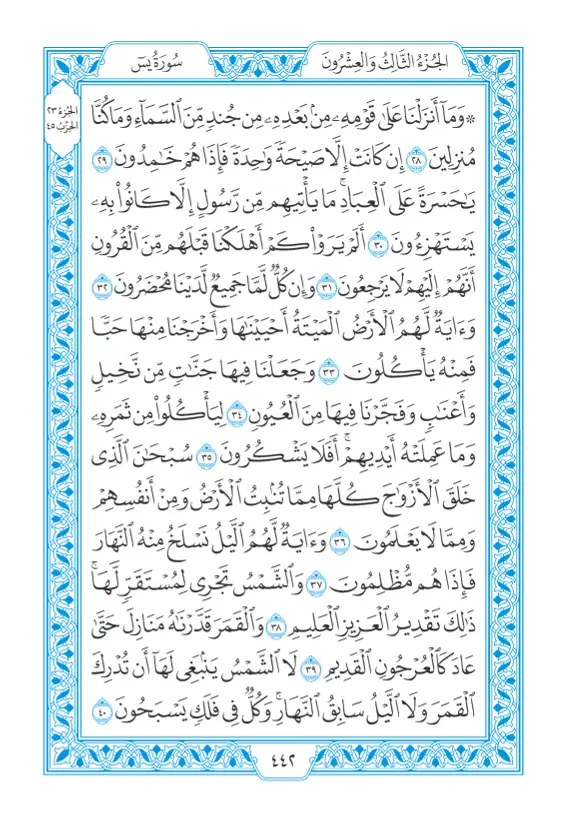 الجُزْءُ الثَّالِثُ وَالعِشْرُونَ
سُورَةُ يسٓ
الجزء ٢٣
الحزب ٤٥
۞ وَمَآ أَنزَلْنَا عَلَىٰ قَوْمِهِۦ مِنۢ بَعْدِهِۦ مِن جُندٍ مِّنَ ٱلسَّمَآءِ وَمَا كُنَّا
مُنزِلِينَ ٢٨ إِن كَانَتْ إِلَّا صَيْحَةً وَٰحِدَةً فَإِذَا هُمْ خَٰمِدُونَ ٢٩
يَٰحَسْرَةً عَلَى ٱلْعِبَادِ ۚ مَا يَأْتِيهِم مِّن رَّسُولٍ إِلَّا كَانُوا۟ بِهِۦ
يَسْتَهْزِءُونَ ٣٠ أَلَمْ يَرَوْا۟ كَمْ أَهْلَكْنَا قَبْلَهُم مِّنَ ٱلْقُرُونِ
أَنَّهُمْ إِلَيْهِمْ لَا يَرْجِعُونَ ٣١ وَإِن كُلٌّ لَّمَّا جَمِيعٌ لَّدَيْنَا مُحْضَرُونَ ٣٢
وَءَايَةٌ لَّهُمُ ٱلْأَرْضُ ٱلْمَيْتَةُ أَحْيَيْنَٰهَا وَأَخْرَجْنَا مِنْهَا حَبًّا
فَمِنْهُ يَأْكُلُونَ ٣٣ وَجَعَلْنَا فِيهَا جَنَّٰتٍ مِّن نَّخِيلٍ
وَأَعْنَٰبٍ وَفَجَّرْنَا فِيهَا مِنَ ٱلْعُيُونِ ٣٤ لِيَأْكُلُوا۟ مِن ثَمَرِهِۦ
وَمَا عَمِلَتْهُ أَيْدِيهِمْ ۖ أَفَلَا يَشْكُرُونَ ٣٥ سُبْحَٰنَ ٱلَّذِى
خَلَقَ ٱلْأَزْوَٰجَ كُلَّهَا مِمَّا تُنۢبِتُ ٱلْأَرْضُ وَمِنْ أَنفُسِهِمْ
وَمِمَّا لَا يَعْلَمُونَ ٣٦ وَءَايَةٌ لَّهُمُ ٱلَّيْلُ نَسْلَخُ مِنْهُ ٱلنَّهَارَ
فَإِذَا هُم مُّظْلِمُونَ ٣٧ وَٱلشَّمْسُ تَجْرِى لِمُسْتَقَرٍّ لَّهَا ۚ
ذَٰلِكَ تَقْدِيرُ ٱلْعَزِيزِ ٱلْعَلِيمِ ٣٨ وَٱلْقَمَرَ قَدَّرْنَٰهُ مَنَازِلَ حَتَّىٰ
عَادَ كَٱلْعُرْجُونِ ٱلْقَدِيمِ ٣٩ لَا ٱلشَّمْسُ يَنۢبَغِى لَهَآ أَن تُدْرِكَ
ٱلْقَمَرَ وَلَا ٱلَّيْلُ سَابِقُ ٱلنَّهَارِ ۚ وَكُلٌّ فِى فَلَكٍ يَسْبَحُونَ ٤٠
٤٤٢